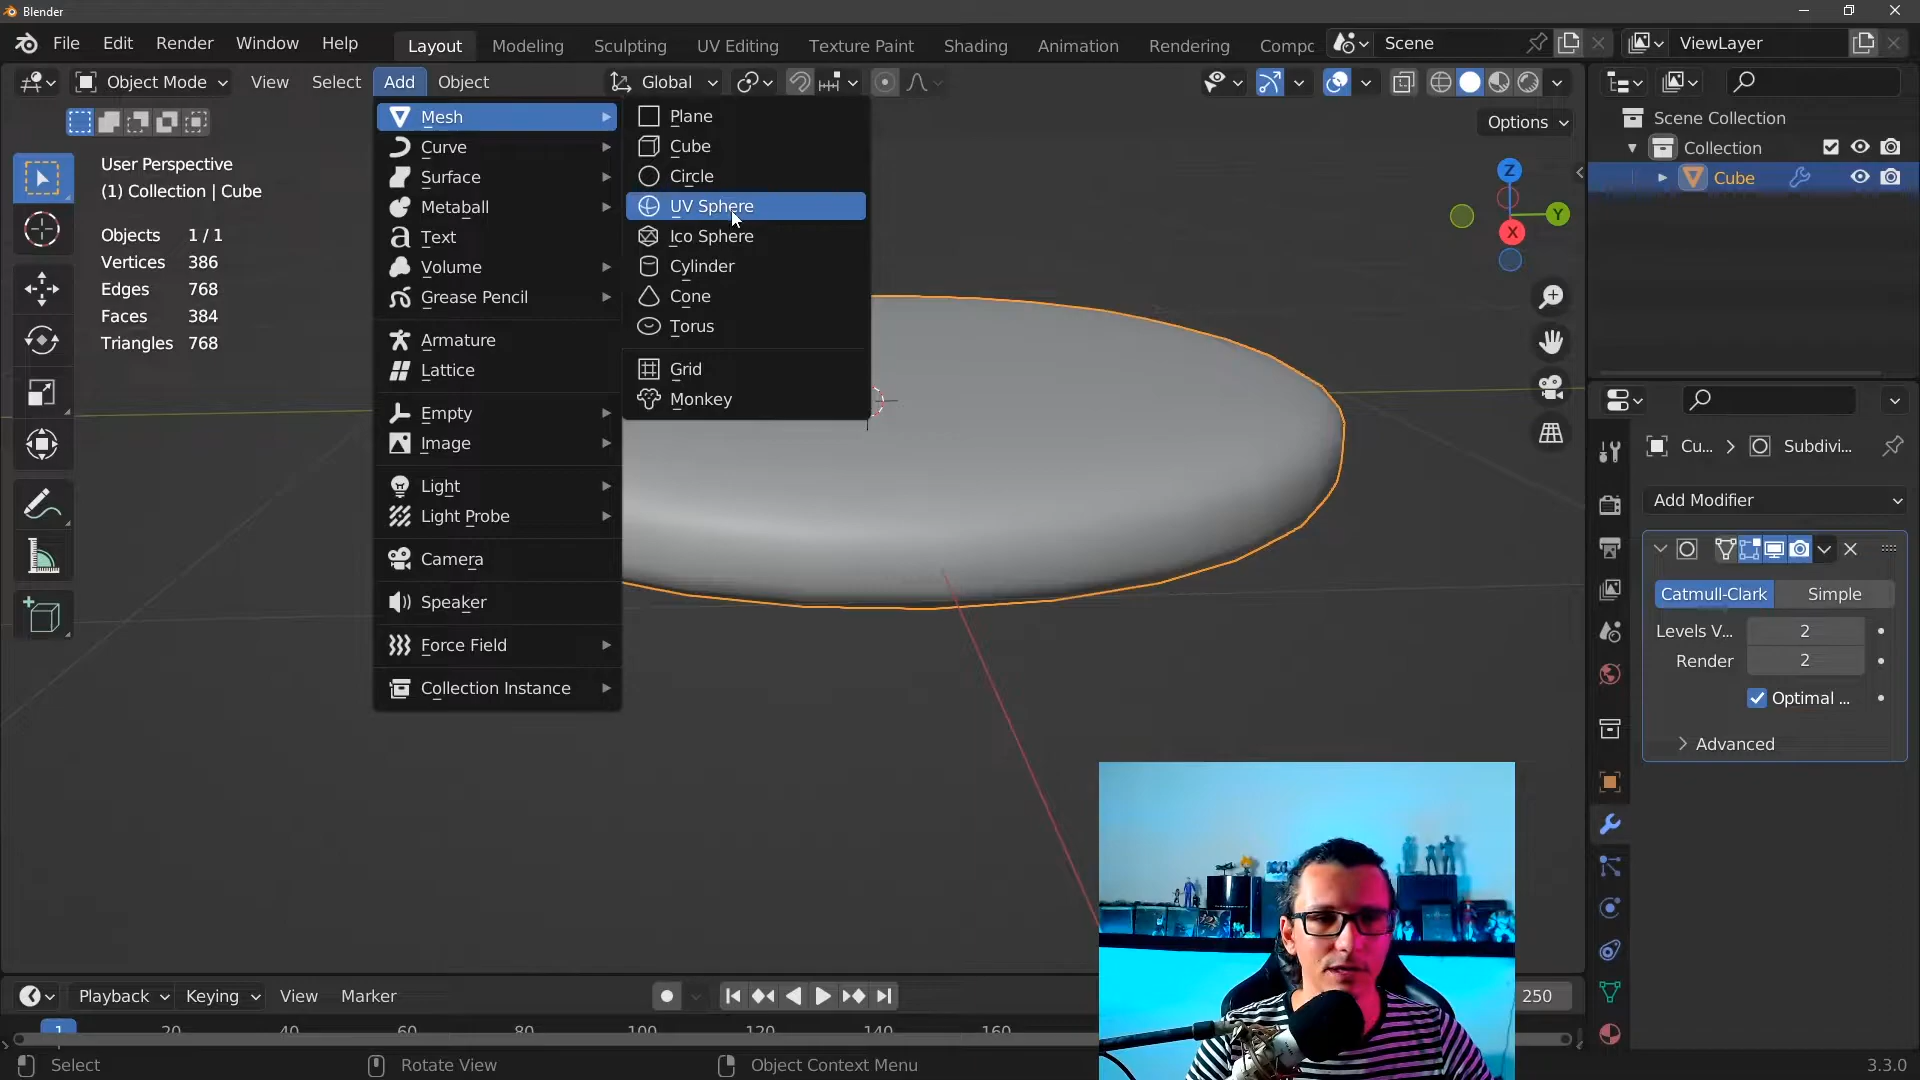 Blender
File Edit Render Window Help Layout Modeling Sculpting UV Editing Texture Paint Shading Animation Rendering Compc Scene ViewLayer
Object Mode View Select Add Object Global
Options
User Perspective
(1) Collection | Cube
Objects 1 / 1
Vertices 386
Edges 768
Faces 384
Triangles 768
Mesh
Curve
Surface
Metaball
Text
Volume
Grease Pencil
Armature
Lattice
Empty
Image
Light
Light Probe
Camera
Speaker
Force Field
Collection Instance
Plane
Cube
Circle
UV Sphere
Ico Sphere
Cylinder
Cone
Torus
Grid
Monkey
Z
Y
X
Scene Collection
Collection
Cube
Cu... Subdivi...
Add Modifier
Catmull-Clark Simple
Levels V... 2
Render 2
Optimal ...
Advanced
Playback Keying View Marker 250
1 20 40 60 80 100 120 140 160
Select Rotate View Object Context Menu 3.3.0